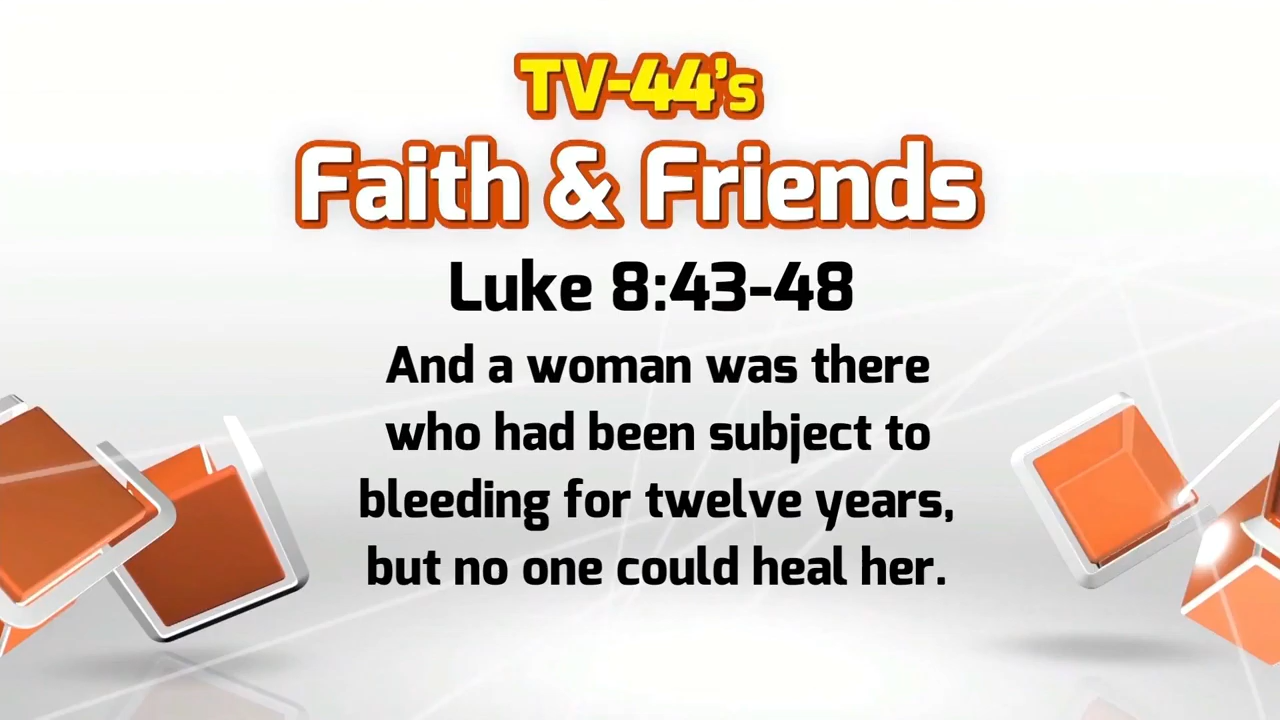 TV-44's
Faith & Friends
Luke 8:43-48
And a woman was there
who had been subject to
bleeding for twelve years,
but no one could heal her.